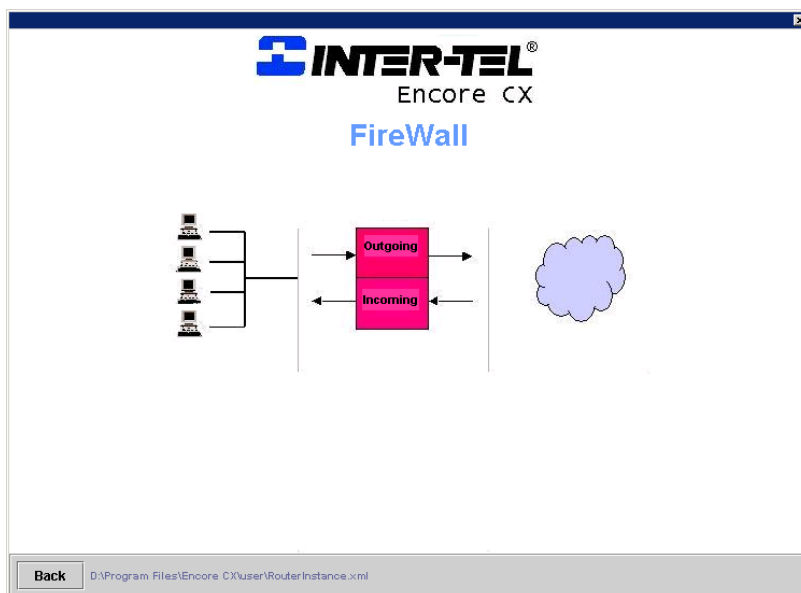 INTER-TEL®
Encore CX
FireWall
Outgoing
Incoming
Back
D:\Program Files\Encore CX\user\RouterInstance.xml